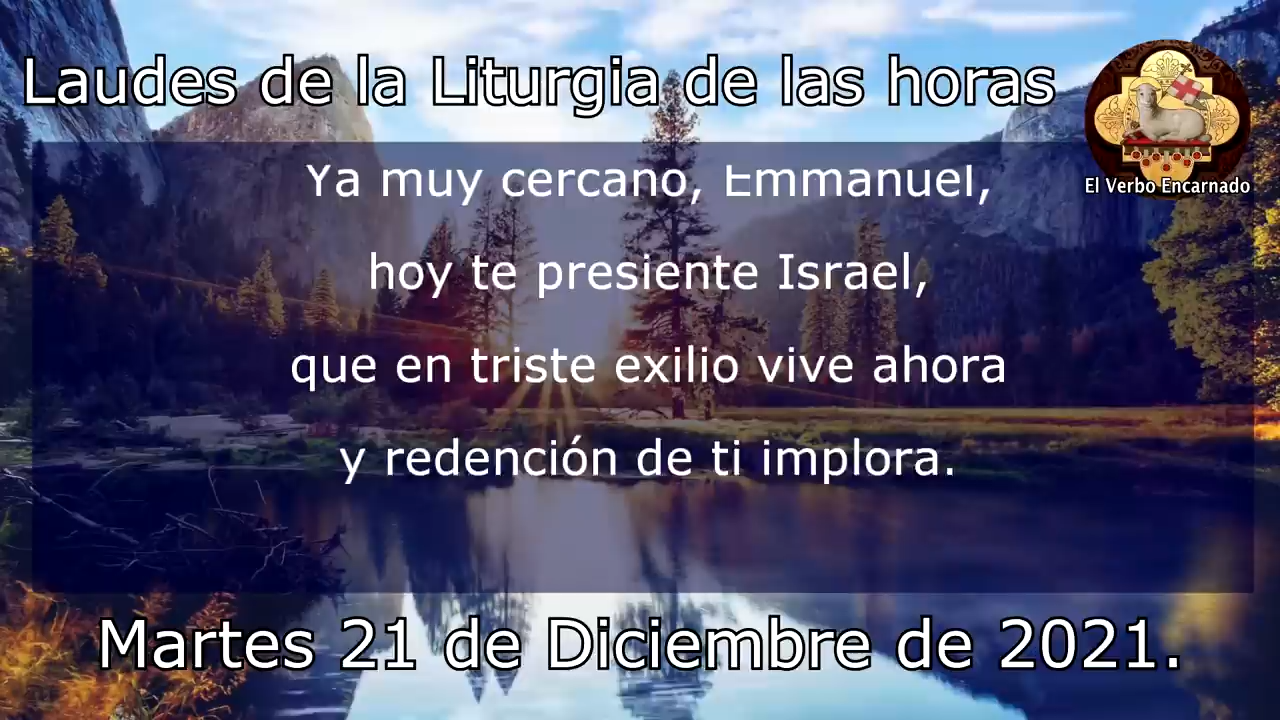 Laudes de la Liturgia de las horas
El Verbo Encarnado
Ya muy cercano, Emmanuel,
hoy te presiente Israel,
que en triste exilio vive ahora
y redención de ti implora.
Martes 21 de Diciembre de 2021.